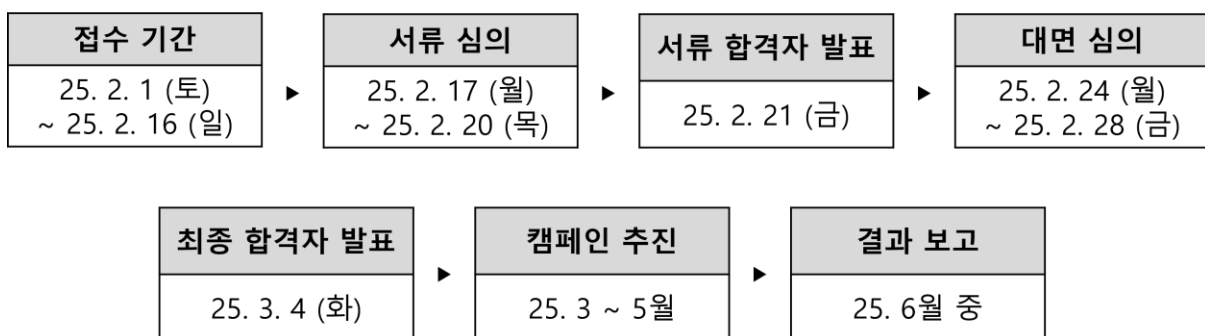 접수 기간
25. 2. 1 (토)
~ 25. 2. 16 (일)
▶
서류 심의
25. 2. 17 (월)
~ 25. 2. 20 (목)
▶
서류 합격자 발표
25. 2. 21 (금)
▶
대면 심의
25. 2. 24 (월)
~ 25. 2. 28 (금)
최종 합격자 발표
25. 3. 4 (화)
▶
캠페인 추진
25. 3 ~ 5월
▶
결과 보고
25. 6월 중